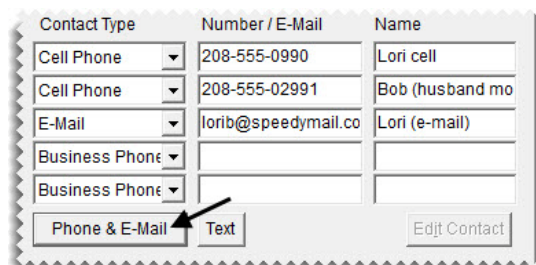 Contact Type Number / E-Mail Name
Cell Phone 208-555-0990 Lori cell
Cell Phone 208-555-02991 Bob (husband mo
E-Mail lorib@speedymail.co Lori (e-mail)
Business Phone
Business Phone
Phone & E-Mail Text Edit Contact